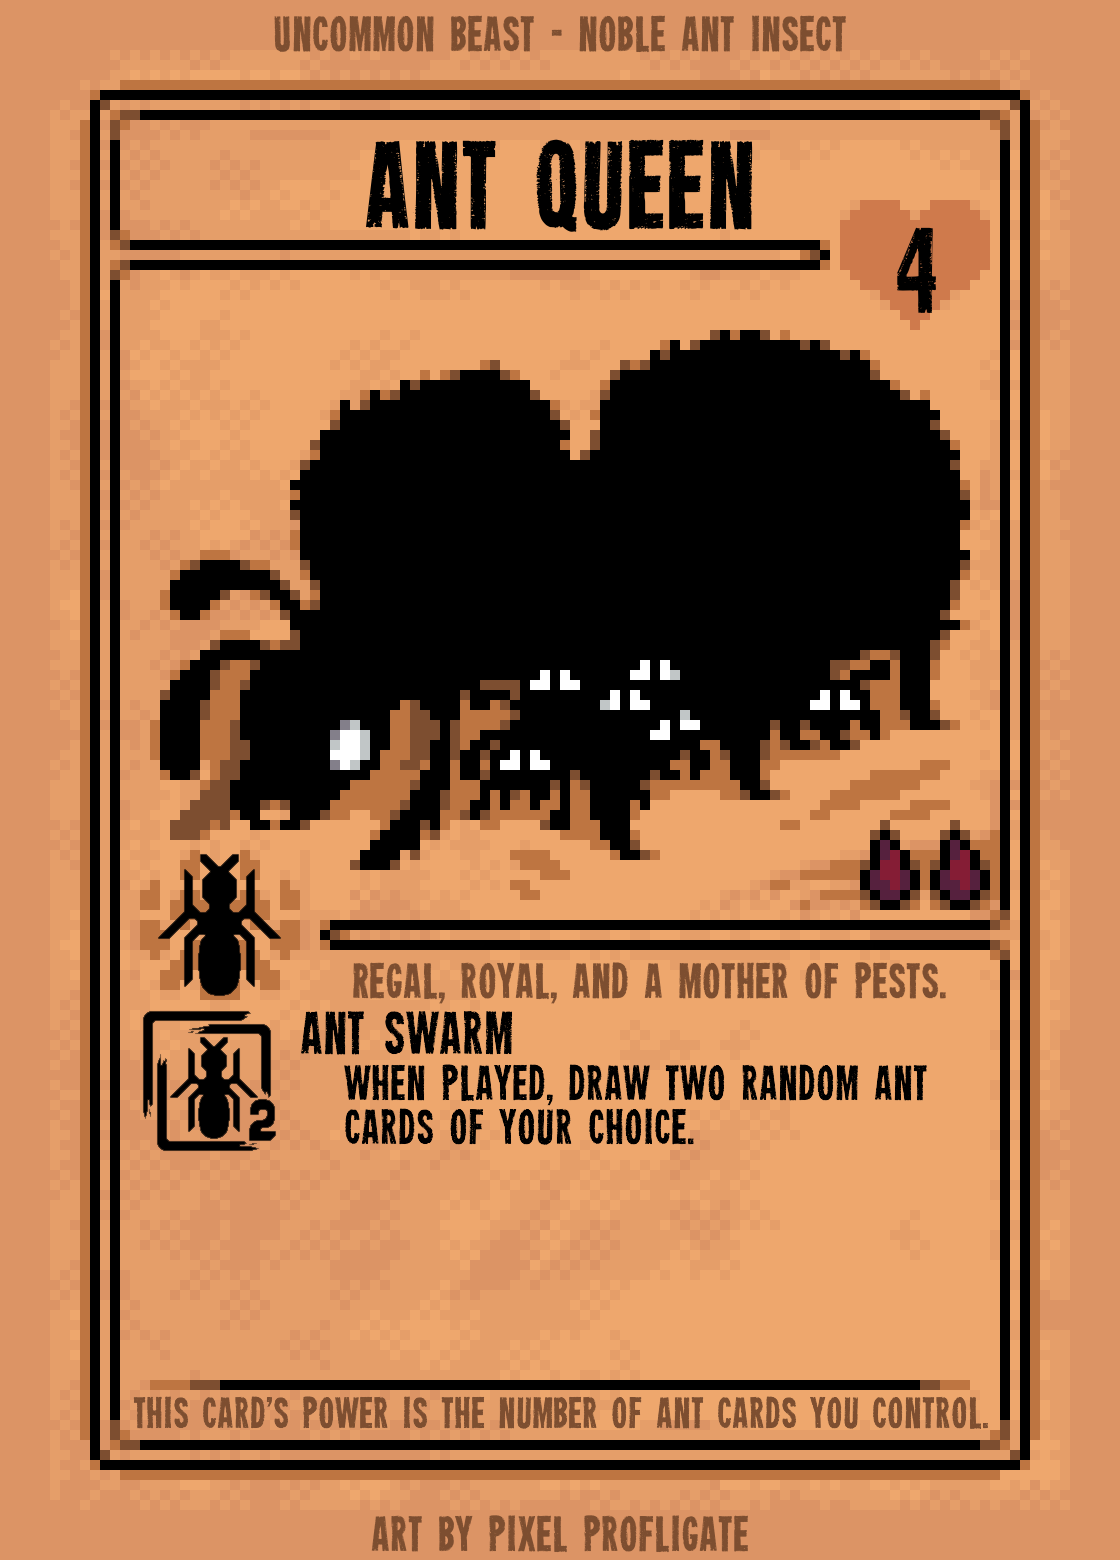 UNCOMMON BEAST - NOBLE ANT INSECT
ANT QUEEN
4
REGAL, ROYAL, AND A MOTHER OF PESTS.
ANT SWARM
WHEN PLAYED, DRAW TWO RANDOM ANT
CARDS OF YOUR CHOICE.
2
THIS CARD'S POWER IS THE NUMBER OF ANT CARDS YOU CONTROL.
ART BY PIXEL PROFLIGATE